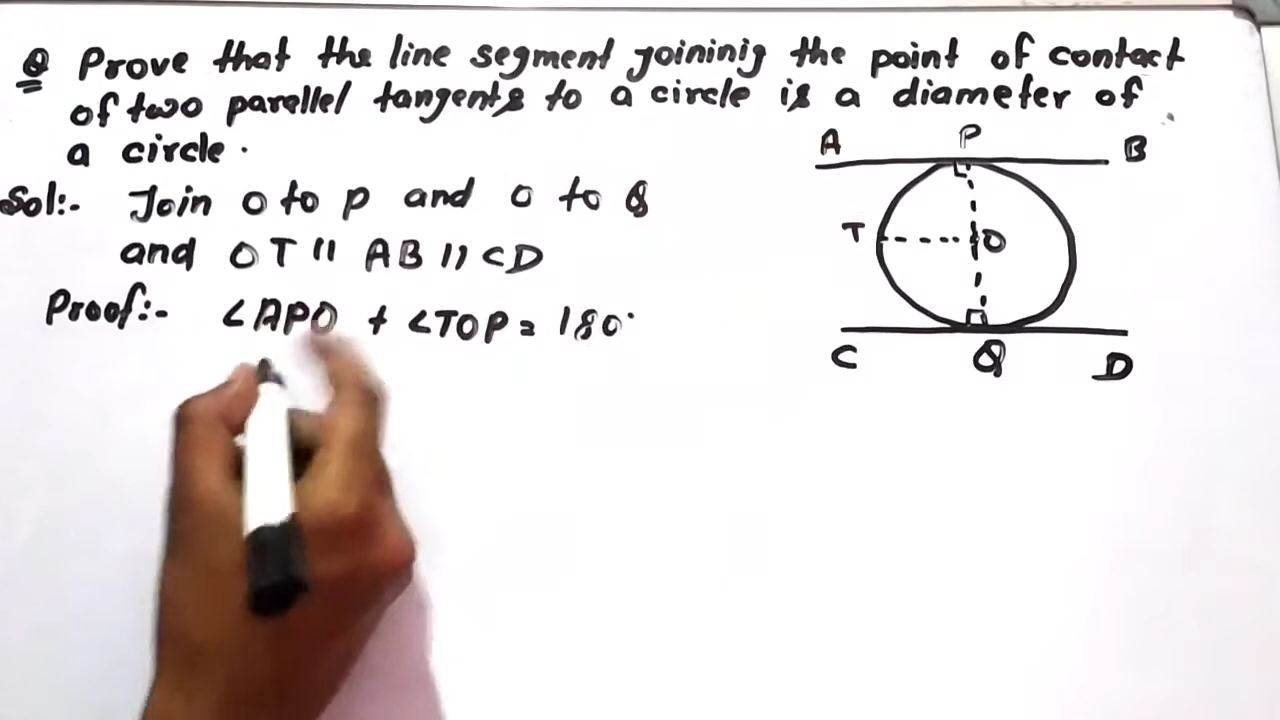 Q Prove that the line segment joininig the point of contact
of two parellel tangents to a circle is a diameter of
a circle.
Sol:- Join O to P and O to Q
and OT || AB || CD
Proof:- ∠APO + ∠TOP = 180°
A P B
T O
C Q D